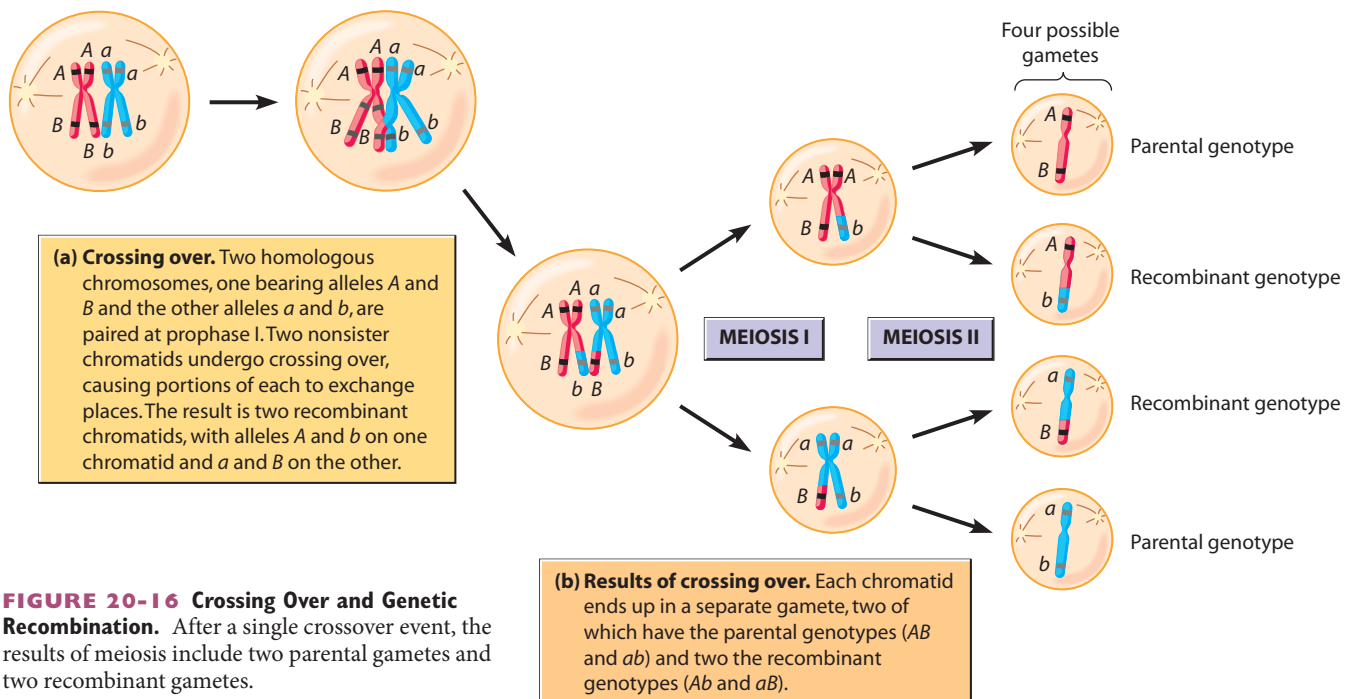 A a
A a
B b
B b
A a
A a
B b b
B
Four possible
gametes
A
B
Parental genotype
A A
B b
A
b
Recombinant genotype
(a) Crossing over. Two homologous
chromosomes, one bearing alleles A and
B and the other alleles a and b, are
paired at prophase I. Two nonsister
chromatids undergo crossing over,
causing portions of each to exchange
places. The result is two recombinant
chromatids, with alleles A and b on one
chromatid and a and B on the other.
A a
A a
B b
b B
MEIOSIS I
MEIOSIS II
a
B
Recombinant genotype
a a
B b
a
b
Parental genotype
FIGURE 20-16 Crossing Over and Genetic
Recombination. After a single crossover event, the
results of meiosis include two parental gametes and
two recombinant gametes.
(b) Results of crossing over. Each chromatid
ends up in a separate gamete, two of
which have the parental genotypes (AB
and ab) and two the recombinant
genotypes (Ab and aB).